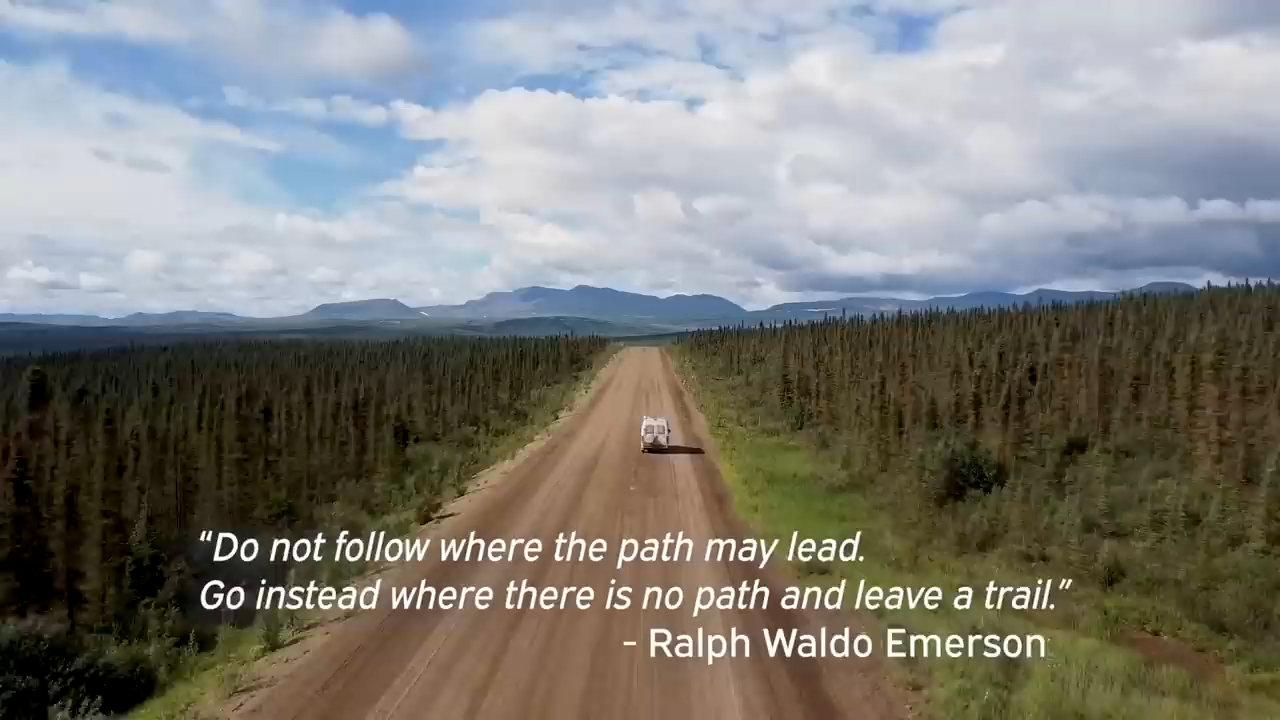 “Do not follow where the path may lead.
Go instead where there is no path and leave a trail.”
– Ralph Waldo Emerson